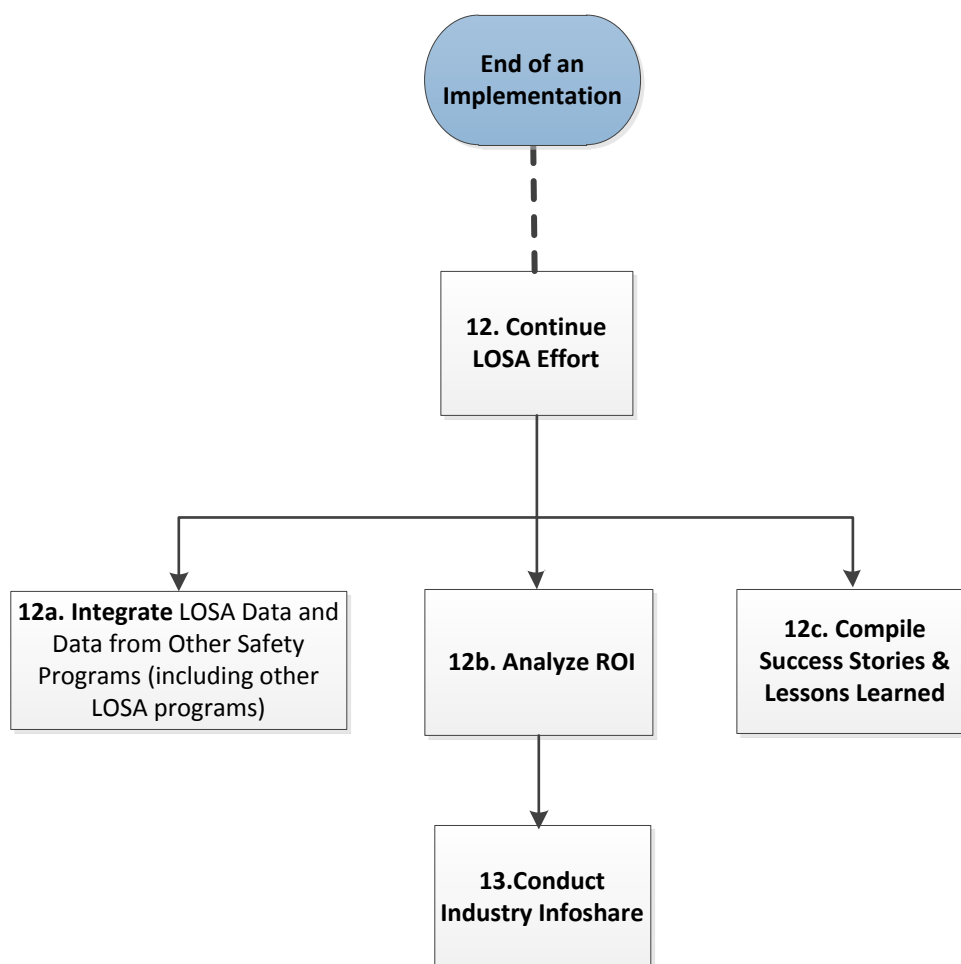 End of an
Implementation
12. Continue
LOSA Effort
12a. Integrate LOSA Data and
Data from Other Safety
Programs (including other
LOSA programs)
12b. Analyze ROI
12c. Compile
Success Stories &
Lessons Learned
13.Conduct
Industry Infoshare